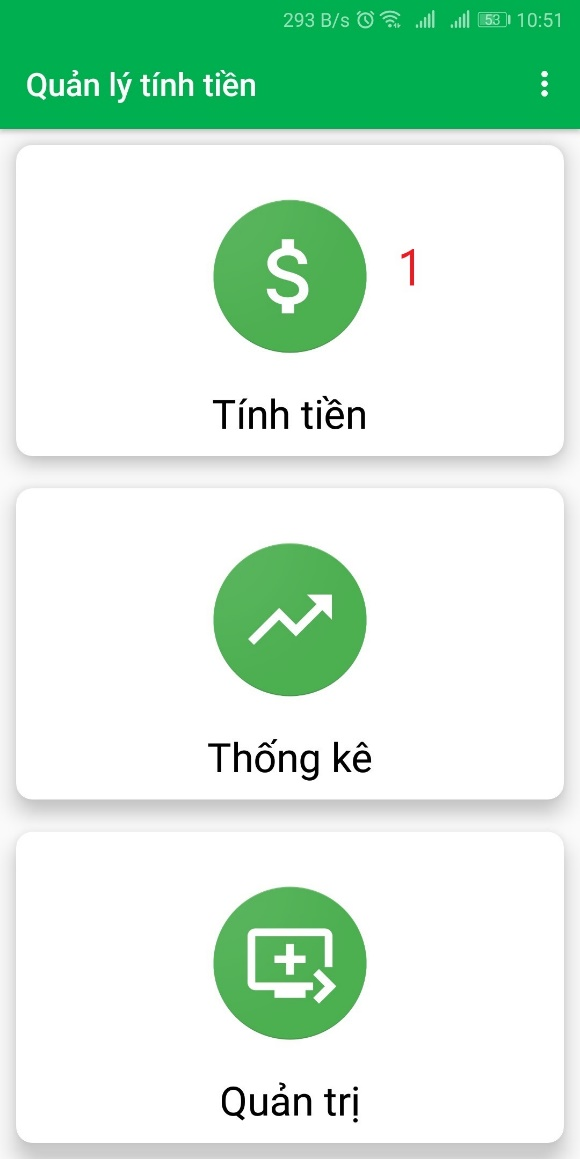 293 B/s 53 10:51
Quản lý tính tiền
$ 1
Tính tiền
Thống kê
Quản trị